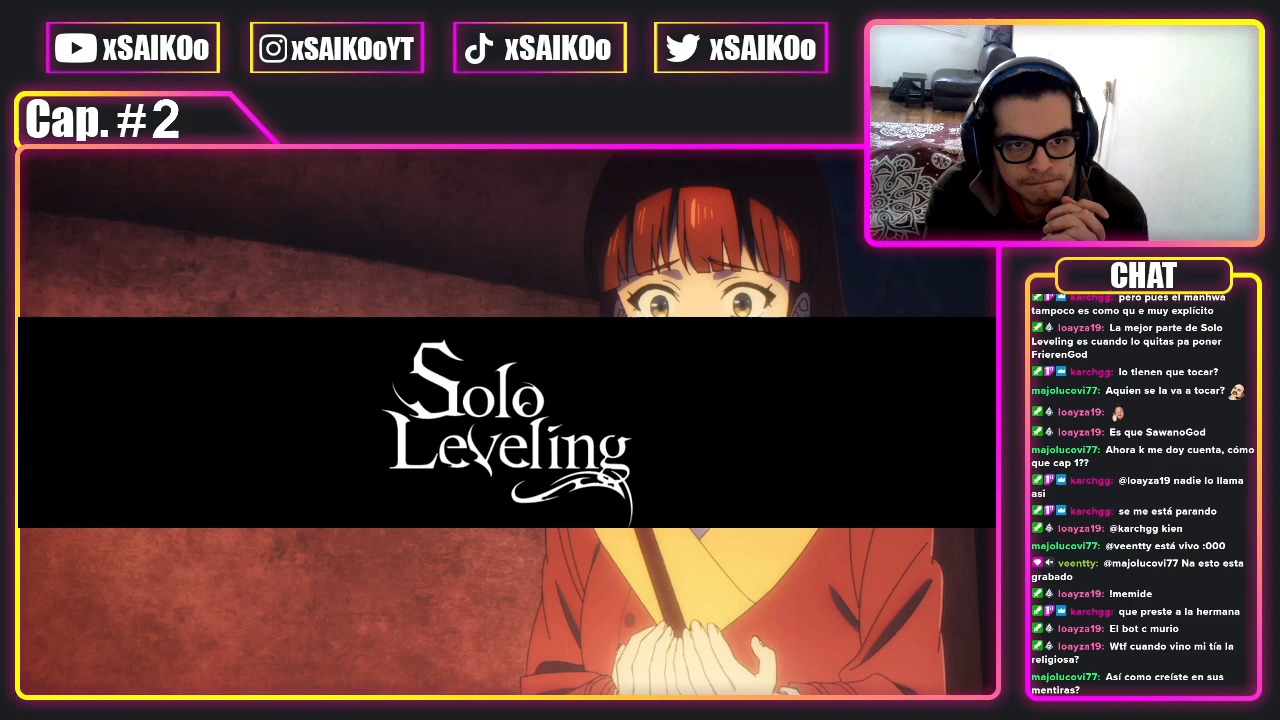 xSAIKOo
xSAIKOoYT
xSAIKOo
xSAIKOo
Cap. #2
Solo
Leveling
CHAT
karchgg: pero pues el manhwa
tampoco es como qu e muy explícito
loayza19: La mejor parte de Solo
Leveling es cuando lo quitas pa poner
FrierenGod
karchgg: lo tienen que tocar?
majolucovi77: Aquien se la va a tocar?
loayza19:
loayza19: Es que SawanoGod
majolucovi77: Ahora k me doy cuenta, cómo
que cap 1??
karchgg: @loayza19 nadie lo llama
asi
karchgg: se me está parando
loayza19: @karchgg kien
majolucovi77: @veentty está vivo :000
veentty: @majolucovi77 Na esto esta
grabado
loayza19: !memide
karchgg: que preste a la hermana
loayza19: El bot c murio
loayza19: Wtf cuando vino mi tía la
religiosa?
majolucovi77: Así como creíste en sus
mentiras?